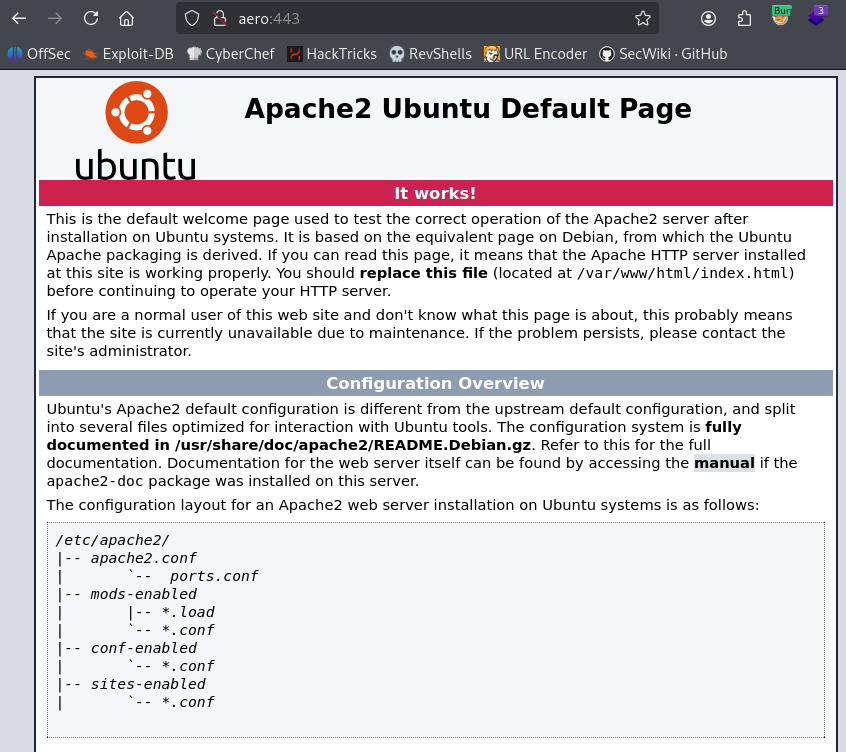 aero:443
Burp
3
OffSec Exploit-DB CyberChef HackTricks RevShells URL Encoder SecWiki · GitHub
ubuntu
Apache2 Ubuntu Default Page
It works!
This is the default welcome page used to test the correct operation of the Apache2 server after
installation on Ubuntu systems. It is based on the equivalent page on Debian, from which the Ubuntu
Apache packaging is derived. If you can read this page, it means that the Apache HTTP server installed
at this site is working properly. You should replace this file (located at /var/www/html/index.html)
before continuing to operate your HTTP server.
If you are a normal user of this web site and don't know what this page is about, this probably means
that the site is currently unavailable due to maintenance. If the problem persists, please contact the
site's administrator.
Configuration Overview
Ubuntu's Apache2 default configuration is different from the upstream default configuration, and split
into several files optimized for interaction with Ubuntu tools. The configuration system is fully
documented in /usr/share/doc/apache2/README.Debian.gz. Refer to this for the full
documentation. Documentation for the web server itself can be found by accessing the manual if the
apache2-doc package was installed on this server.
The configuration layout for an Apache2 web server installation on Ubuntu systems is as follows:
/etc/apache2/
|-- apache2.conf
|       `--  ports.conf
|-- mods-enabled
|       |-- *.load
|       `-- *.conf
|-- conf-enabled
|       `-- *.conf
|-- sites-enabled
|       `-- *.conf